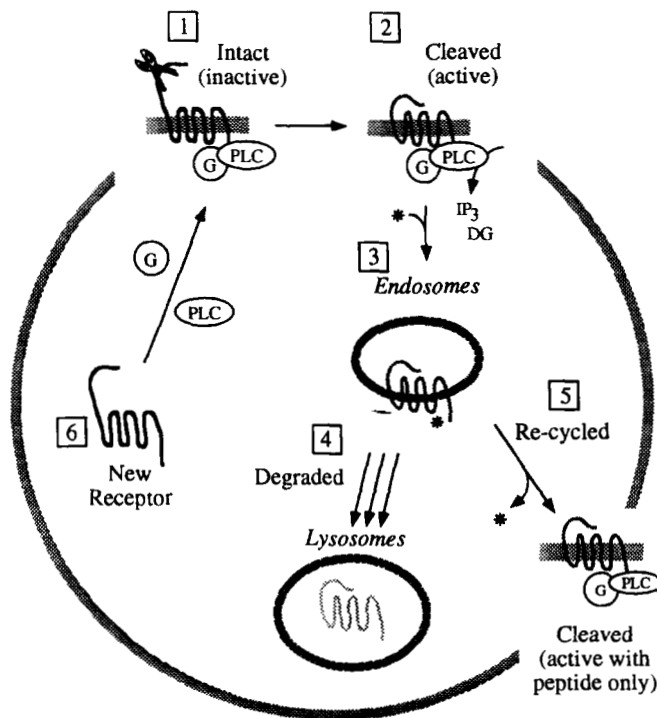 1
Intact
(inactive)
G
PLC
2
Cleaved
(active)
G
PLC
IP3
DG
*
3
Endosomes
*
G
PLC
6
New
Receptor
4
Degraded
Lysosomes
5
Re-cycled
*
G
PLC
Cleaved
(active with
peptide only)